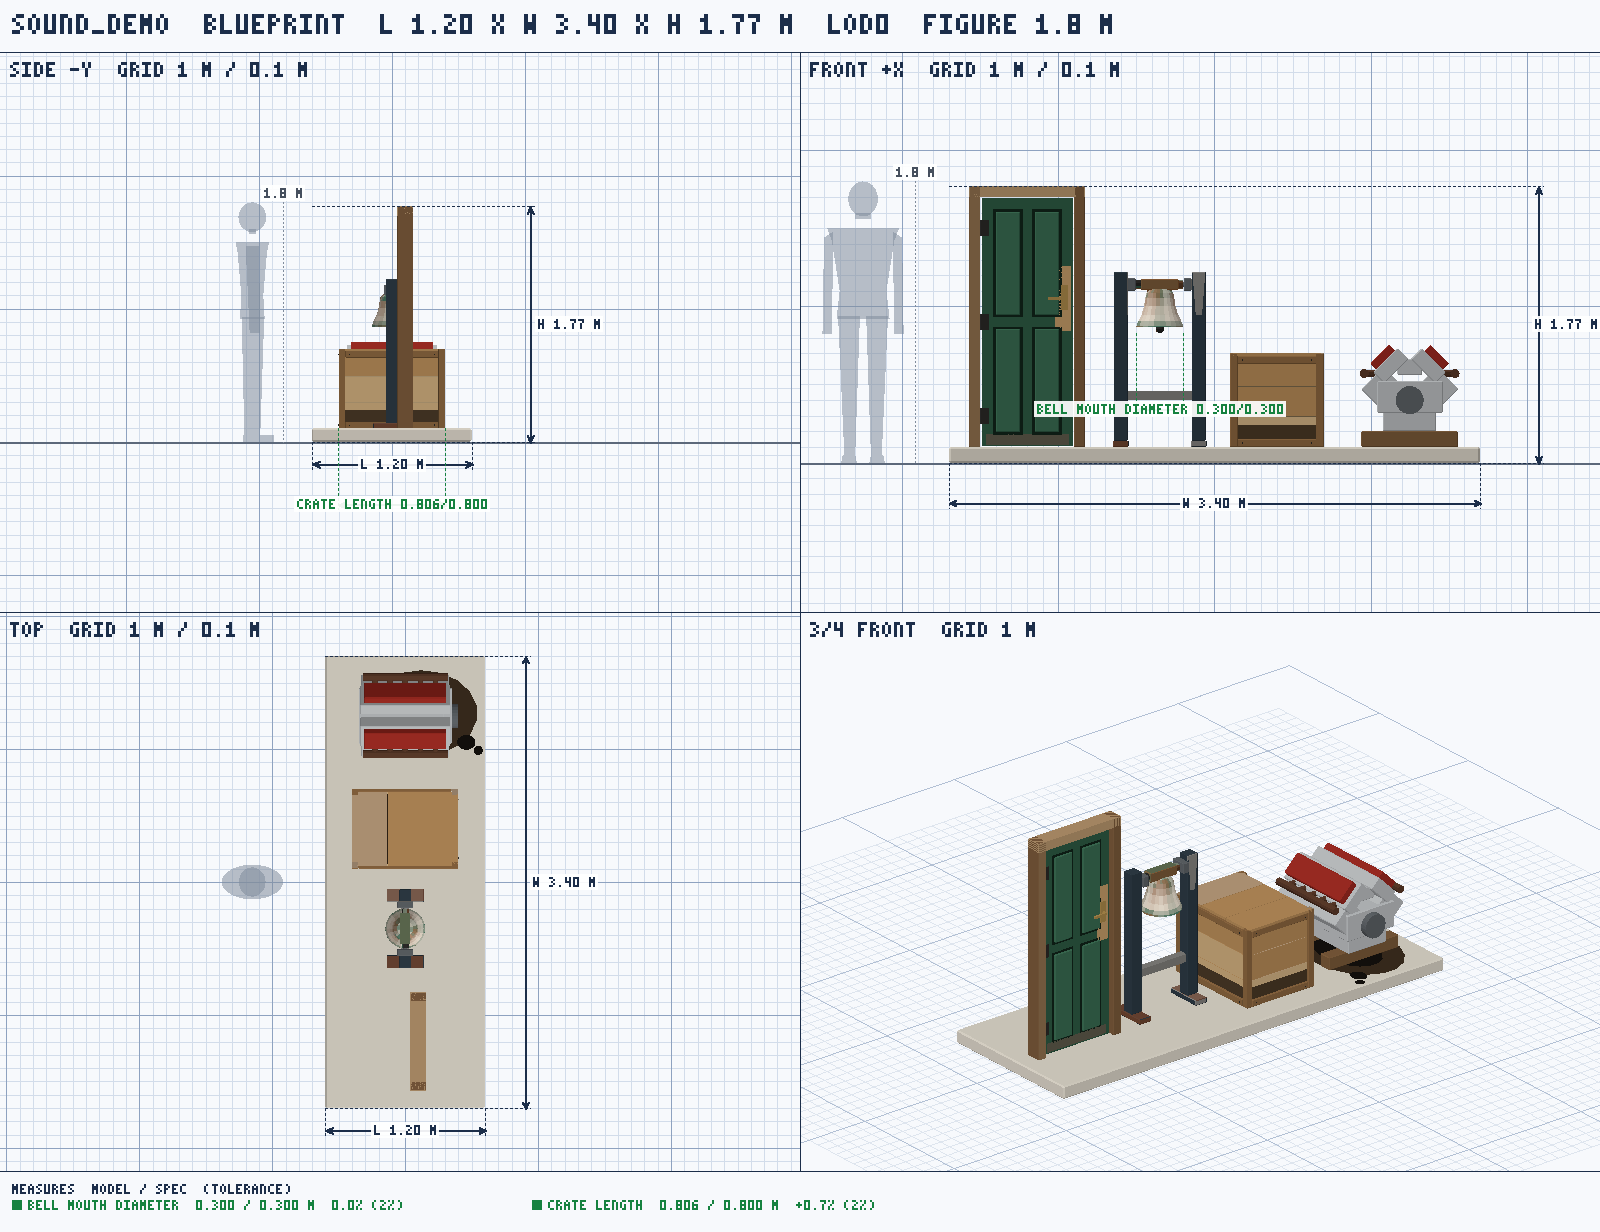 SOUND_DEMO BLUEPRINT L 1.20 X W 3.40 X H 1.77 M LOD0 FIGURE 1.8 M
SIDE -Y GRID 1 M / 0.1 M
1.8 M
H 1.77 M
L 1.20 M
CRATE LENGTH 0.806/0.800
FRONT +X GRID 1 M / 0.1 M
1.8 M
H 1.77 M
BELL MOUTH DIAMETER 0.300/0.300
W 3.40 M
TOP GRID 1 M / 0.1 M
W 3.40 M
L 1.20 M
3/4 FRONT GRID 1 M
MEASURES MODEL / SPEC (TOLERANCE)
BELL MOUTH DIAMETER 0.300 / 0.300 M 0.0% (2%)
CRATE LENGTH 0.806 / 0.800 M +0.7% (2%)